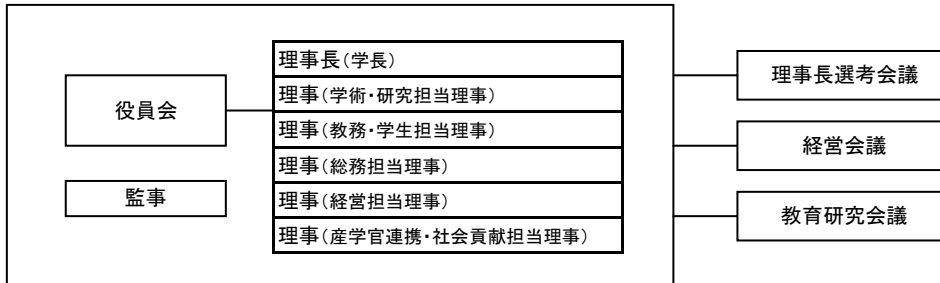 役員会
監事
理事長(学長)
理事(学術・研究担当理事)
理事(教務・学生担当理事)
理事(総務担当理事)
理事(経営担当理事)
理事(産学官連携・社会貢献担当理事)
理事長選考会議
経営会議
教育研究会議